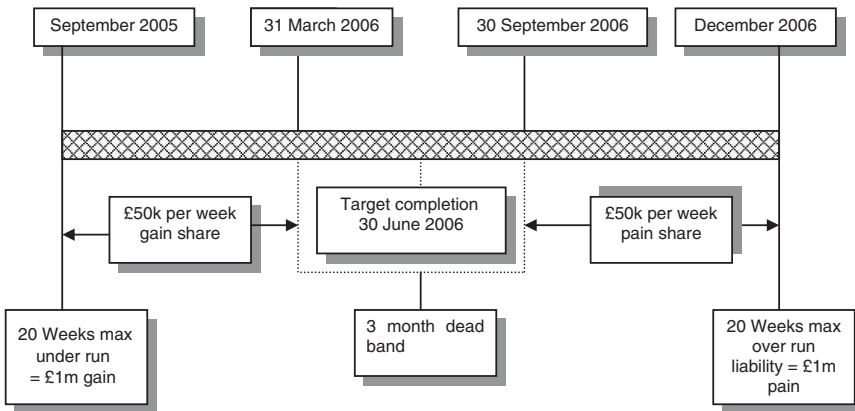 September 2005
31 March 2006
30 September 2006
December 2006
£50k per week
gain share
Target completion
30 June 2006
£50k per week
pain share
20 Weeks max
under run
= £1m gain
3 month dead
band
20 Weeks max
over run
liability = £1m
pain